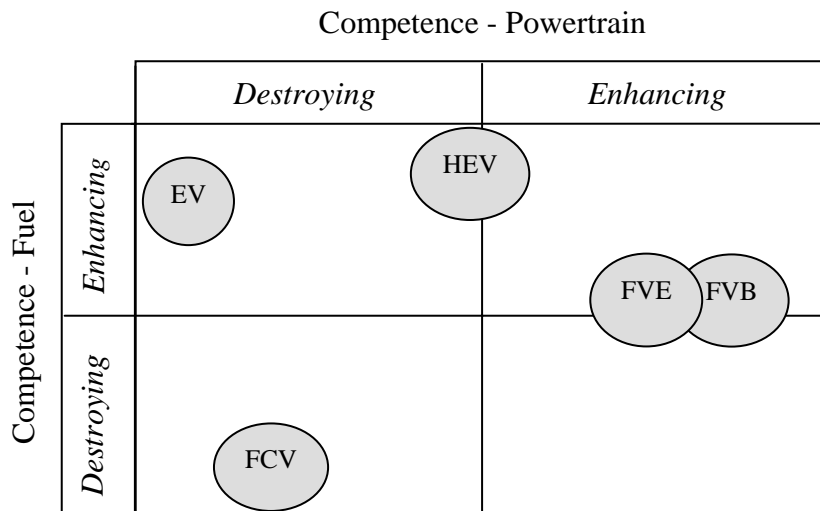 Competence - Powertrain
Destroying
Enhancing
Competence - Fuel
Enhancing
EV
HEV
FVE
FVB
Destroying
FCV